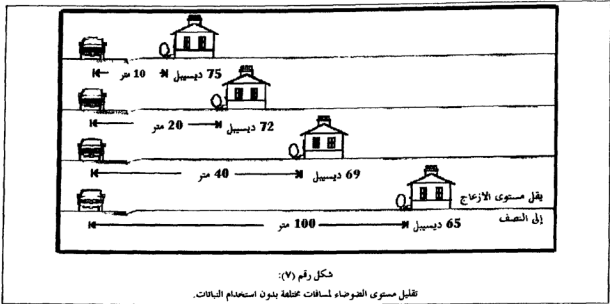 10 متر 75 ديسيبل
20 متر 72 ديسيبل
40 متر 69 ديسيبل
يقل مستوى الازعاج
100 متر 65 ديسيبل إلى النصف
شكل رقم (٧):
تقليل مستوى الضوضاء لمسافات مختلفة بدون استخدام النباتات.